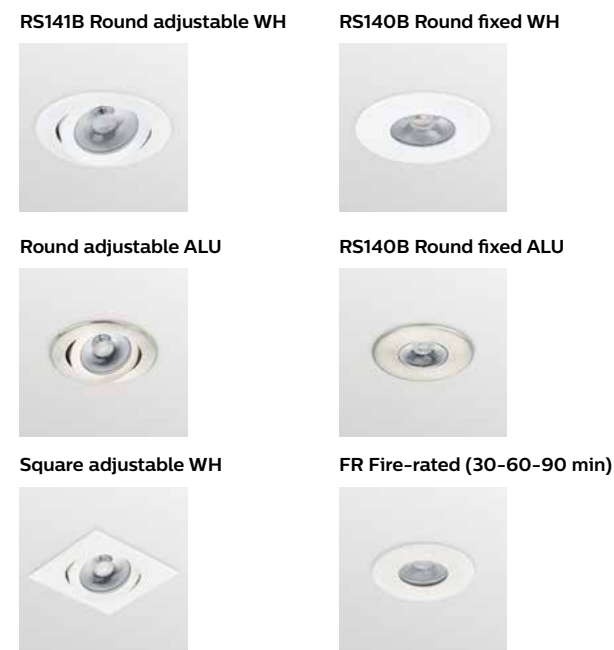 RS141B Round adjustable WH
RS140B Round fixed WH
Round adjustable ALU
RS140B Round fixed ALU
Square adjustable WH
FR Fire-rated (30-60-90 min)